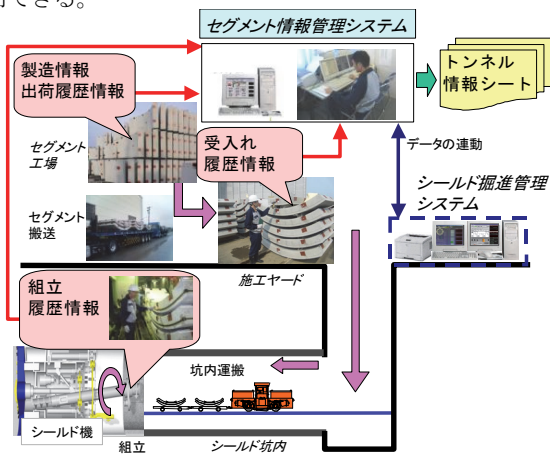 用できる。
セグメント情報管理システム
製造情報
出荷履歴情報
トンネル
情報シート
セグメント
工場
受入れ
履歴情報
データの連動
セグメント
搬送
シールド掘進管理
システム
施工ヤード
組立
履歴情報
坑内運搬
シールド機
組立
シールド坑内